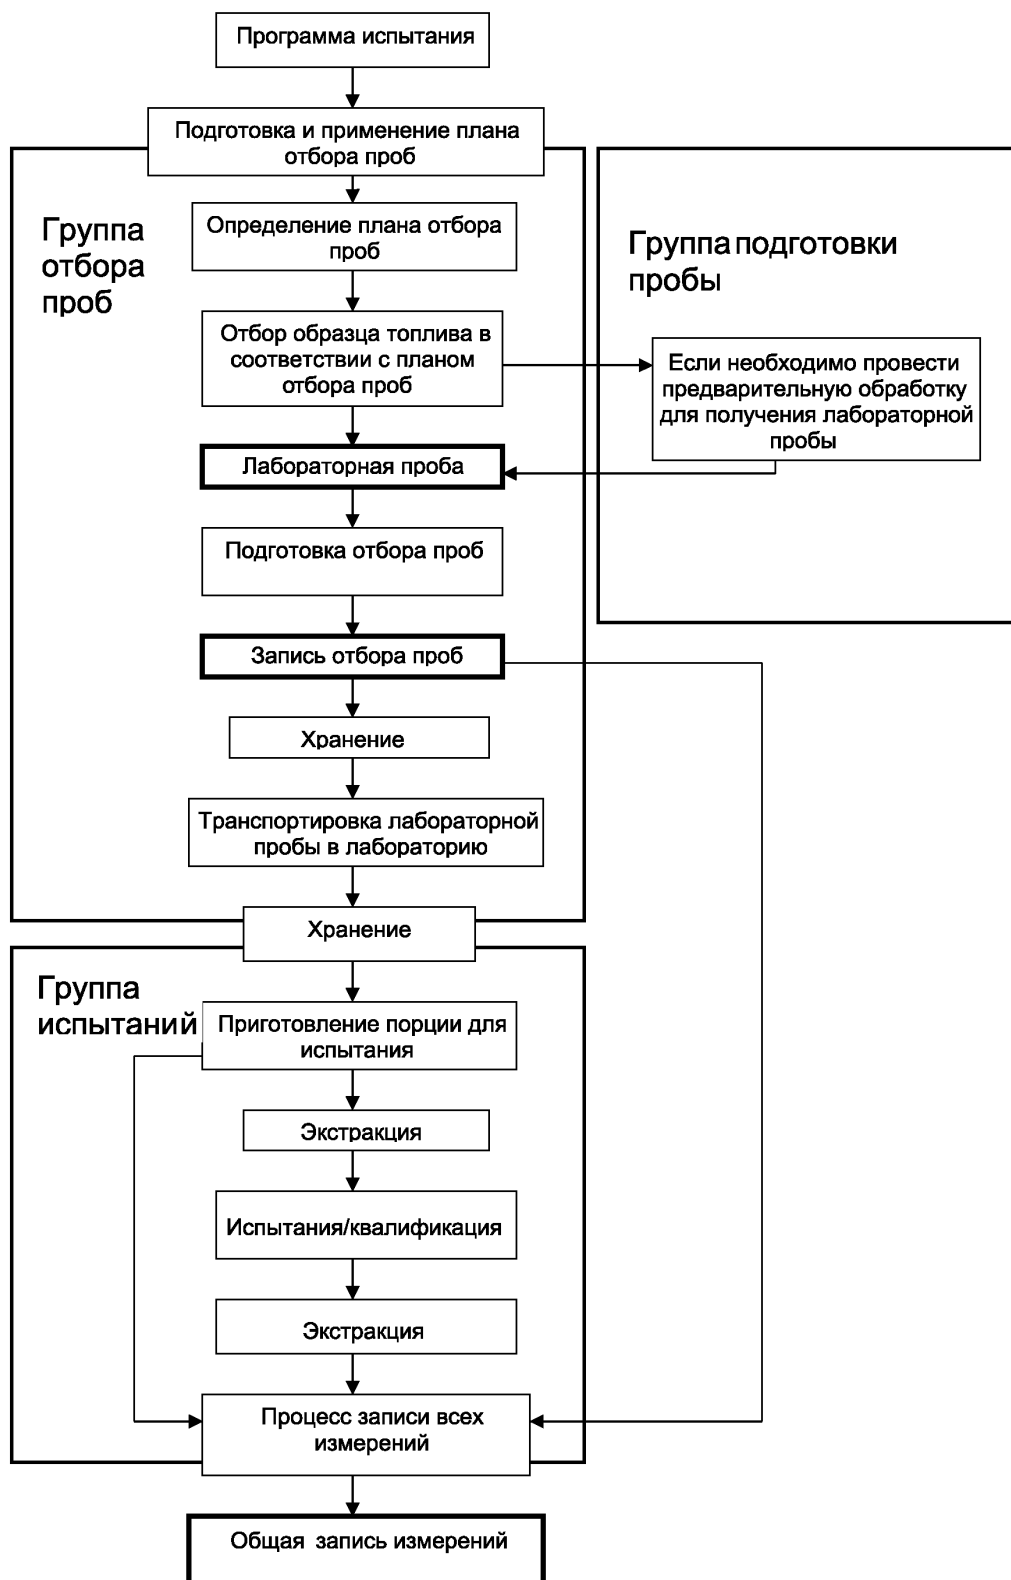 Программа испытания
Подготовка и применение плана
отбора проб
Группа
отбора
проб
Определение плана отбора
проб
Группа подготовки
пробы
Отбор образца топлива в
соответствии с планом
отбора проб
Если необходимо провести
предварительную обработку
для получения лабораторной
пробы
Лабораторная проба
Подготовка отбора проб
Запись отбора проб
Хранение
Транспортировка лабораторной
пробы в лабораторию
Хранение
Группа
испытаний
Приготовление порции для
испытания
Экстракция
Испытания/квалификация
Экстракция
Процесс записи всех
измерений
Общая запись измерений